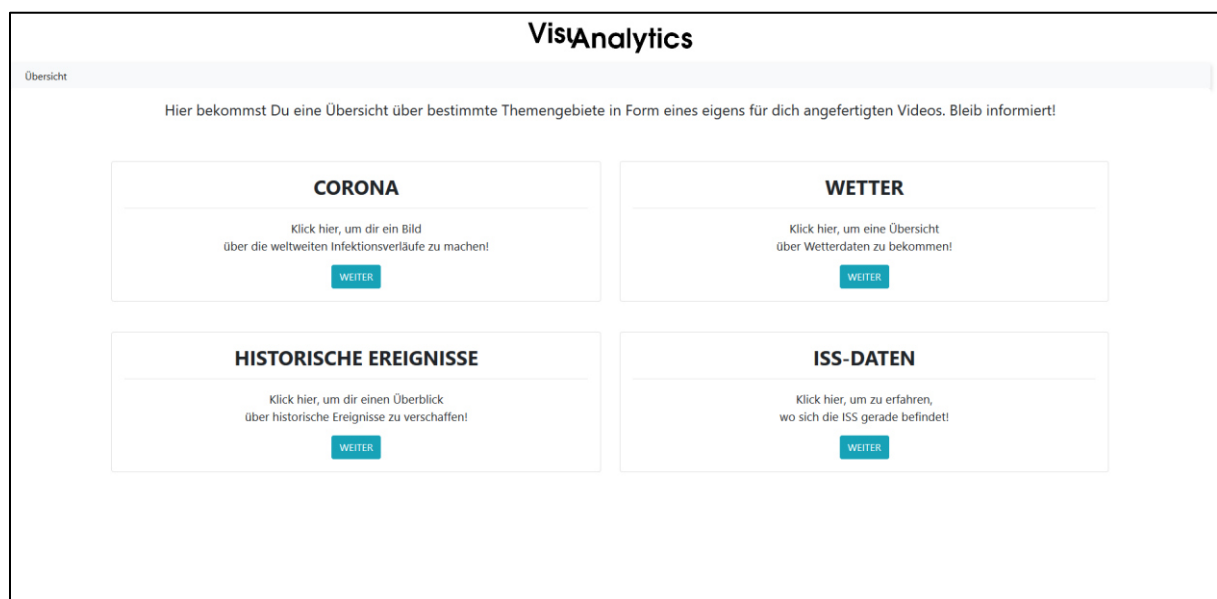 VisuAnalytics
Übersicht
Hier bekommst Du eine Übersicht über bestimmte Themengebiete in Form eines eigens für dich angefertigten Videos. Bleib informiert!
CORONA
Klick hier, um dir ein Bild
über die weltweiten Infektionsverläufe zu machen!
WEITER
WETTER
Klick hier, um eine Übersicht
über Wetterdaten zu bekommen!
WEITER
HISTORISCHE EREIGNISSE
Klick hier, um dir einen Überblick
über historische Ereignisse zu verschaffen!
WEITER
ISS-DATEN
Klick hier, um zu erfahren,
wo sich die ISS gerade befindet!
WEITER